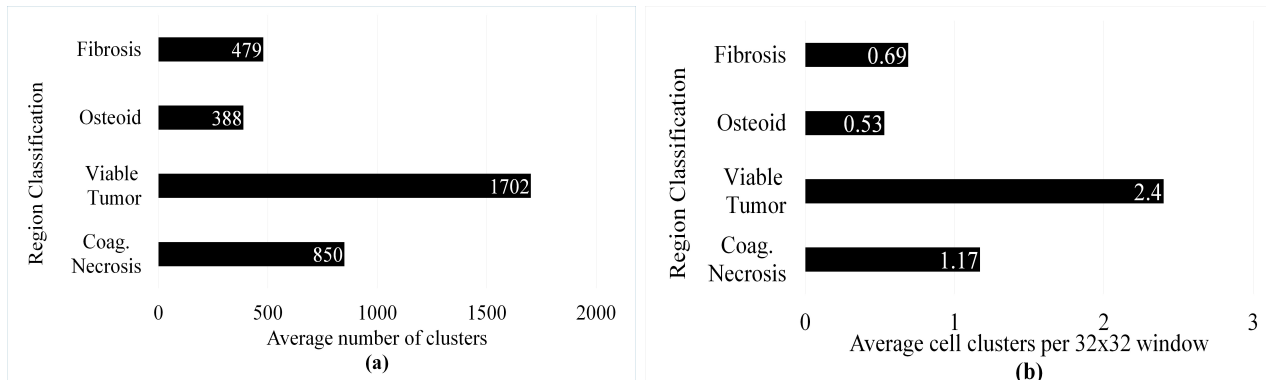 Region Classification
Fibrosis
479
Osteoid
388
Viable
Tumor
1702
Coag.
Necrosis
850
0 500 1000 1500 2000
Average number of clusters
(a)
Region Classification
Fibrosis
0.69
Osteoid
0.53
Viable
Tumor
2.4
Coag.
Necrosis
1.17
0 1 2 3
Average cell clusters per 32x32 window
(b)